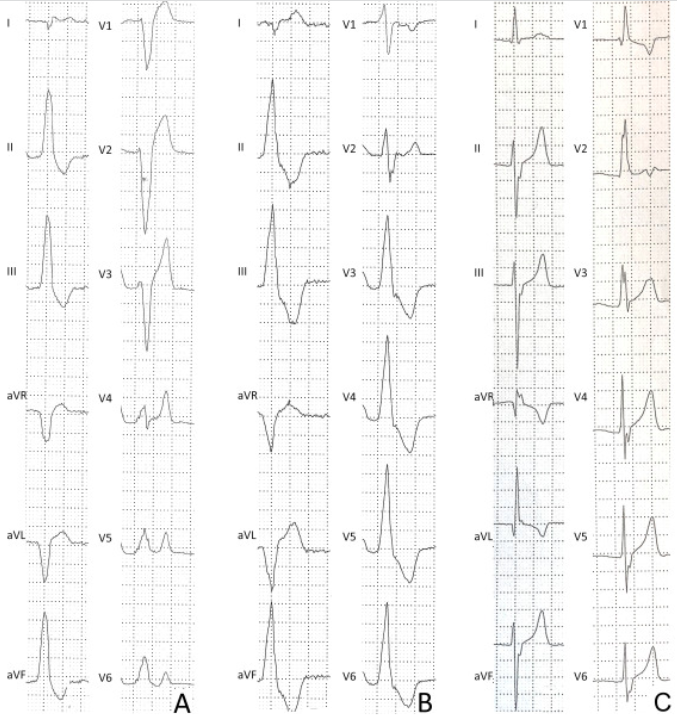 I V1
II V2
III V3
aVR V4
aVL V5
aVF V6
A
I V1
II V2
III V3
aVR V4
aVL V5
aVF V6
B
I V1
II V2
III V3
aVR V4
aVL V5
aVF V6
C